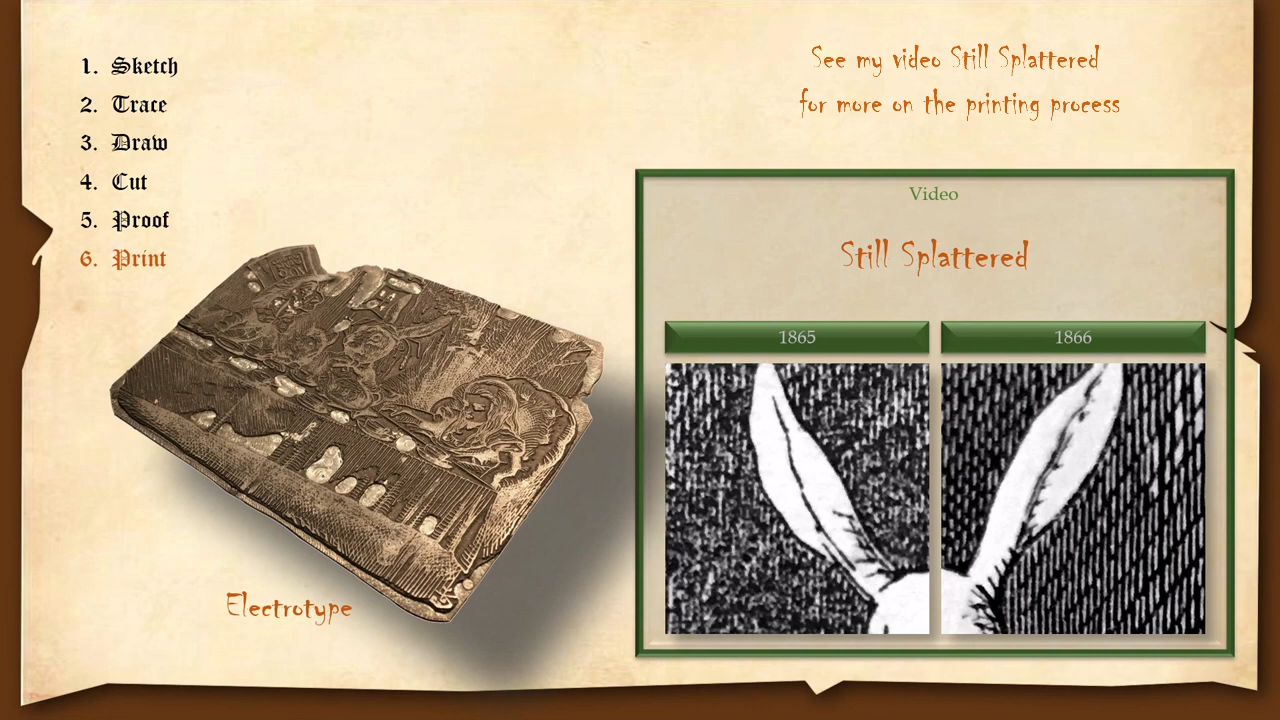 1. Sketch
2. Trace
3. Draw
4. Cut
5. Proof
6. Print
See my video Still Splattered
for more on the printing process
Video
Still Splattered
1865
1866
Electrotype